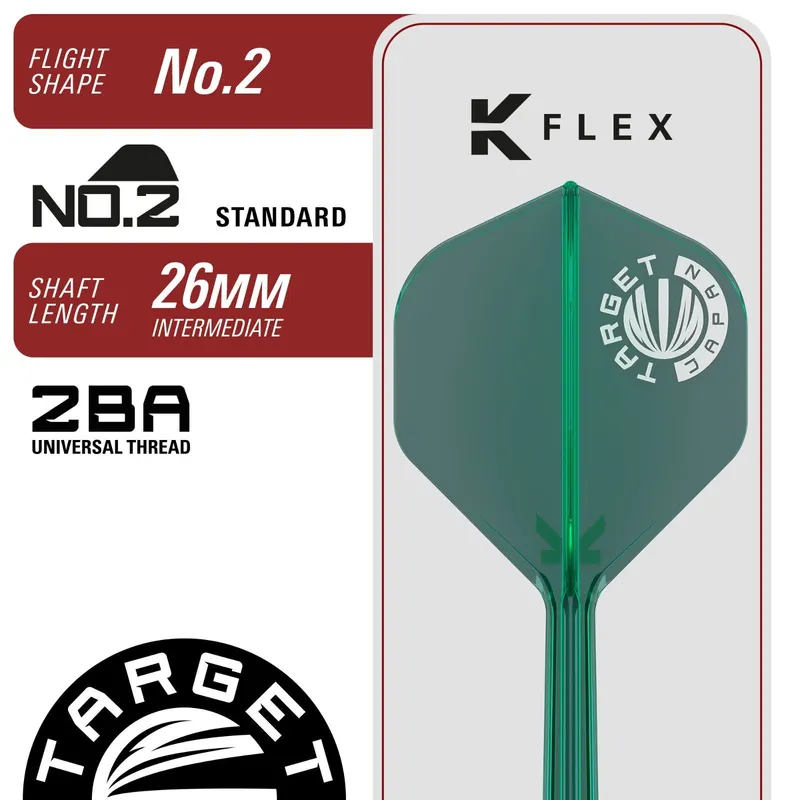 FLIGHT
SHAPE
No.2
NO.2
STANDARD
SHAFT
LENGTH
26MM
INTERMEDIATE
2BA
UNIVERSAL THREAD
TARGET
K FLEX
TARGET JAPAN
K